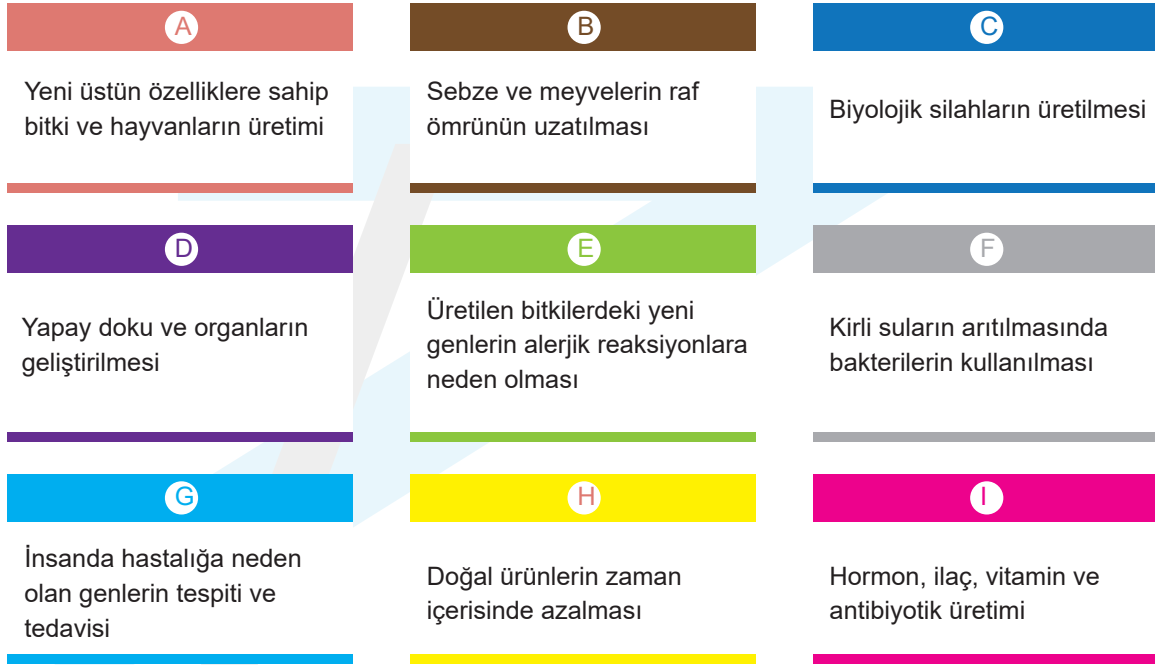 A
Yeni üstün özelliklere sahip
bitki ve hayvanların üretimi
B
Sebze ve meyvelerin raf
ömrünün uzatılması
C
Biyolojik silahların üretilmesi
D
Yapay doku ve organların
geliştirilmesi
E
Üretilen bitkilerdeki yeni
genlerin alerjik reaksiyonlara
neden olması
F
Kirli suların arıtılmasında
bakterilerin kullanılması
G
İnsanda hastalığa neden
olan genlerin tespiti ve
tedavisi
H
Doğal ürünlerin zaman
içerisinde azalması
I
Hormon, ilaç, vitamin ve
antibiyotik üretimi